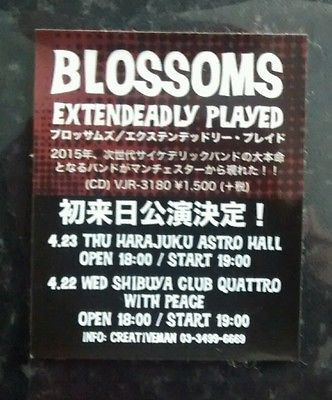 BLOSSOMS
EXTENDEADLY PLAYED
ブロッサムズ／エクステンデッドリー・プレイド
2015年、次世代サイケデリックバンドの大本命
となるバンドがマンチェスターから現れた！！
(CD) VJR-3180 ¥1,500 (+税)
初来日公演決定！
4.23 THU HARAJUKU ASTRO HALL
OPEN 18:00 / START 19:00
4.22 WED SHIBUYA CLUB QUATTRO
WITH PEACE
OPEN 18:00 / START 19:00
INFO: CREATIVEMAN 03-3499-6669